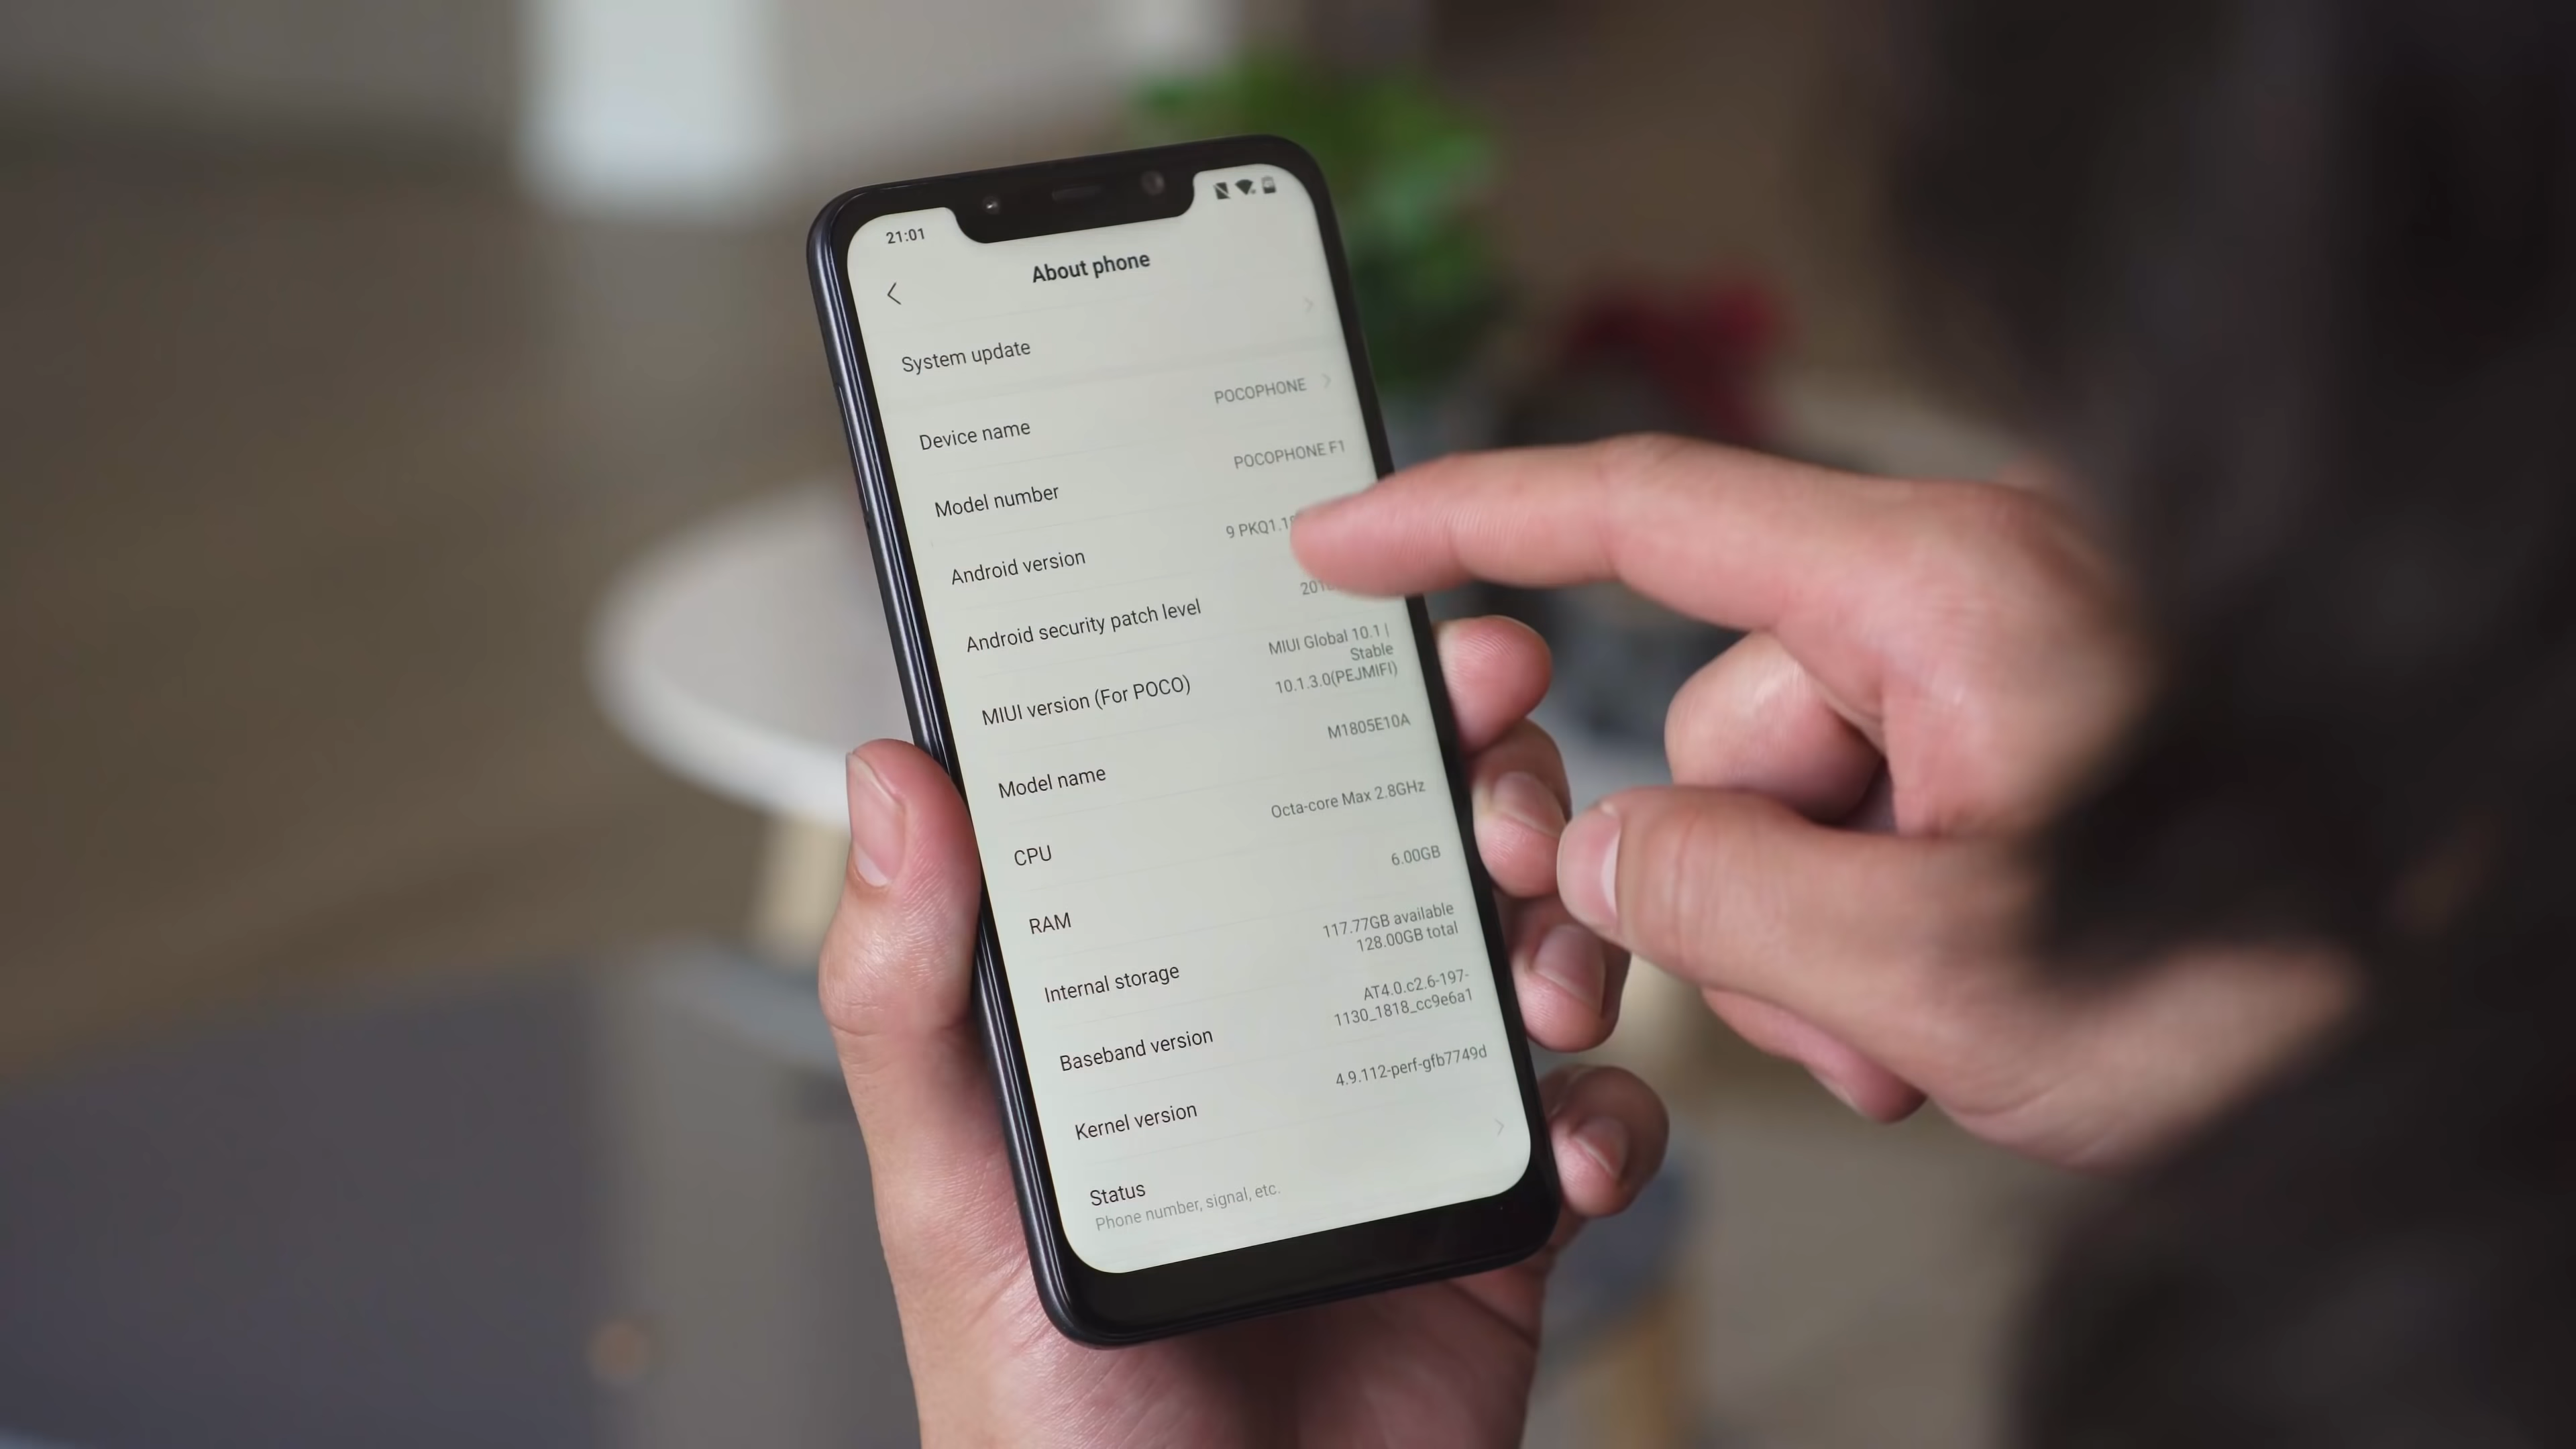 21:01
About phone
System update
Device name POCOPHONE
Model number POCOPHONE F1
Android version 9
Android security patch level
MIUI version (For POCO) MIUI Global 10.1 |
Stable
10.1.3.0(PEJMIFI)
Model name M1805E10A
CPU Octa-core Max 2.8GHz
RAM 6.00GB
Internal storage 117.77GB available
128.00GB total
Baseband version AT4.0.c2.6-197-
1130_1818_cc9e6a1
Kernel version 4.9.112-perf-gfb7749d
Status
Phone number, signal, etc.